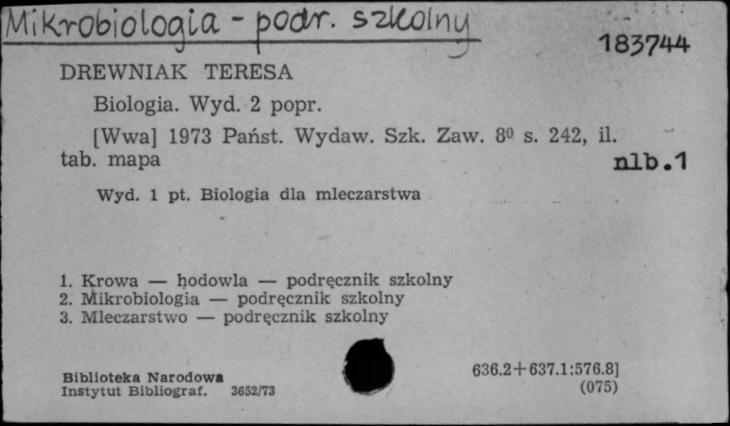 Mikrobiologia - podr. szkolny
183744
DREWNIAK TERESA
Biologia. Wyd. 2 popr.
[Wwa] 1973 Państ. Wydaw. Szk. Zaw. 8⁰ s. 242, il.
tab. mapa nlb.1
Wyd. 1 pt. Biologia dla mleczarstwa
1. Krowa — hodowla — podręcznik szkolny
2. Mikrobiologia — podręcznik szkolny
3. Mleczarstwo — podręcznik szkolny
636.2+637.1:576.8]
(075)
Biblioteka Narodowa
Instytut Bibliograf. 3652/73